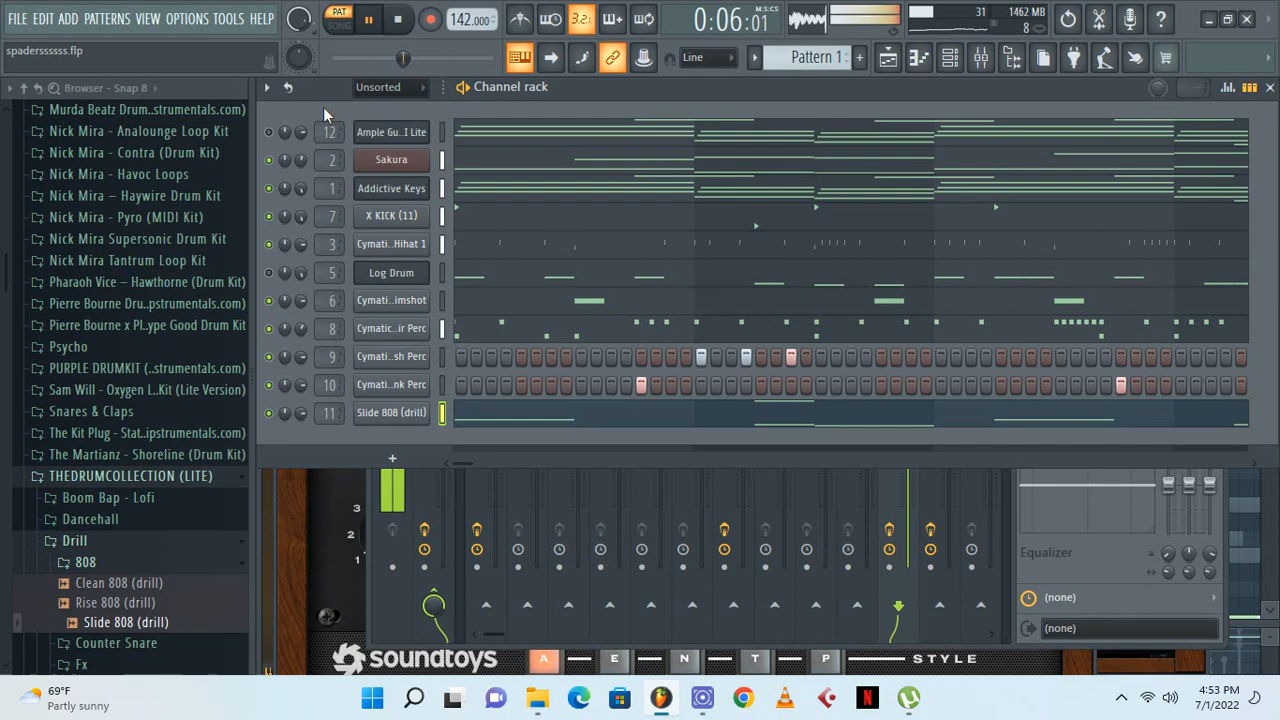 FILE EDIT ADD PATTERNS VIEW OPTIONS TOOLS HELP
PAT
SONG
142.000
3.2
0:06:01
M:S:CS
31
1462 MB
8
spaderssssss.flp
Line
Pattern 1
Browser - Snap 8
Unsorted
Channel rack
Murda Beatz Drum...strumentals.com)
Nick Mira - Analounge Loop Kit
Nick Mira - Contra (Drum Kit)
Nick Mira - Havoc Loops
Nick Mira – Haywire Drum Kit
Nick Mira - Pyro (MIDI Kit)
Nick Mira Supersonic Drum Kit
Nick Mira Tantrum Loop Kit
Pharaoh Vice – Hawthorne (Drum Kit)
Pierre Bourne Dru...pstrumentals.com)
Pierre Bourne x Pl...ype Good Drum Kit
Psycho
PURPLE DRUMKIT (..strumentals.com)
Sam Will - Oxygen l...Kit (Lite Version)
Snares & Claps
The Kit Plug - Stat...ipstrumentals.com)
The Martianz - Shoreline (Drum Kit)
THEDRUMCOLLECTION (LITE)
Boom Bap - Lofi
Dancehall
Drill
808
Clean 808 (drill)
Rise 808 (drill)
Slide 808 (drill)
Counter Snare
Fx
12 Ample Gu..I Lite
2 Sakura
1 Addictive Keys
7 X KICK (11)
3 Cymati..Hihat 1
5 Log Drum
6 Cymati..imshot
8 Cymatic..ir Perc
9 Cymati..sh Perc
10 Cymati..nk Perc
11 Slide 808 (drill)
3
2
1
Equalizer
(none)
(none)
soundtoys
A E N T P STYLE
69°F
Partly sunny
4:53 PM
7/1/2022